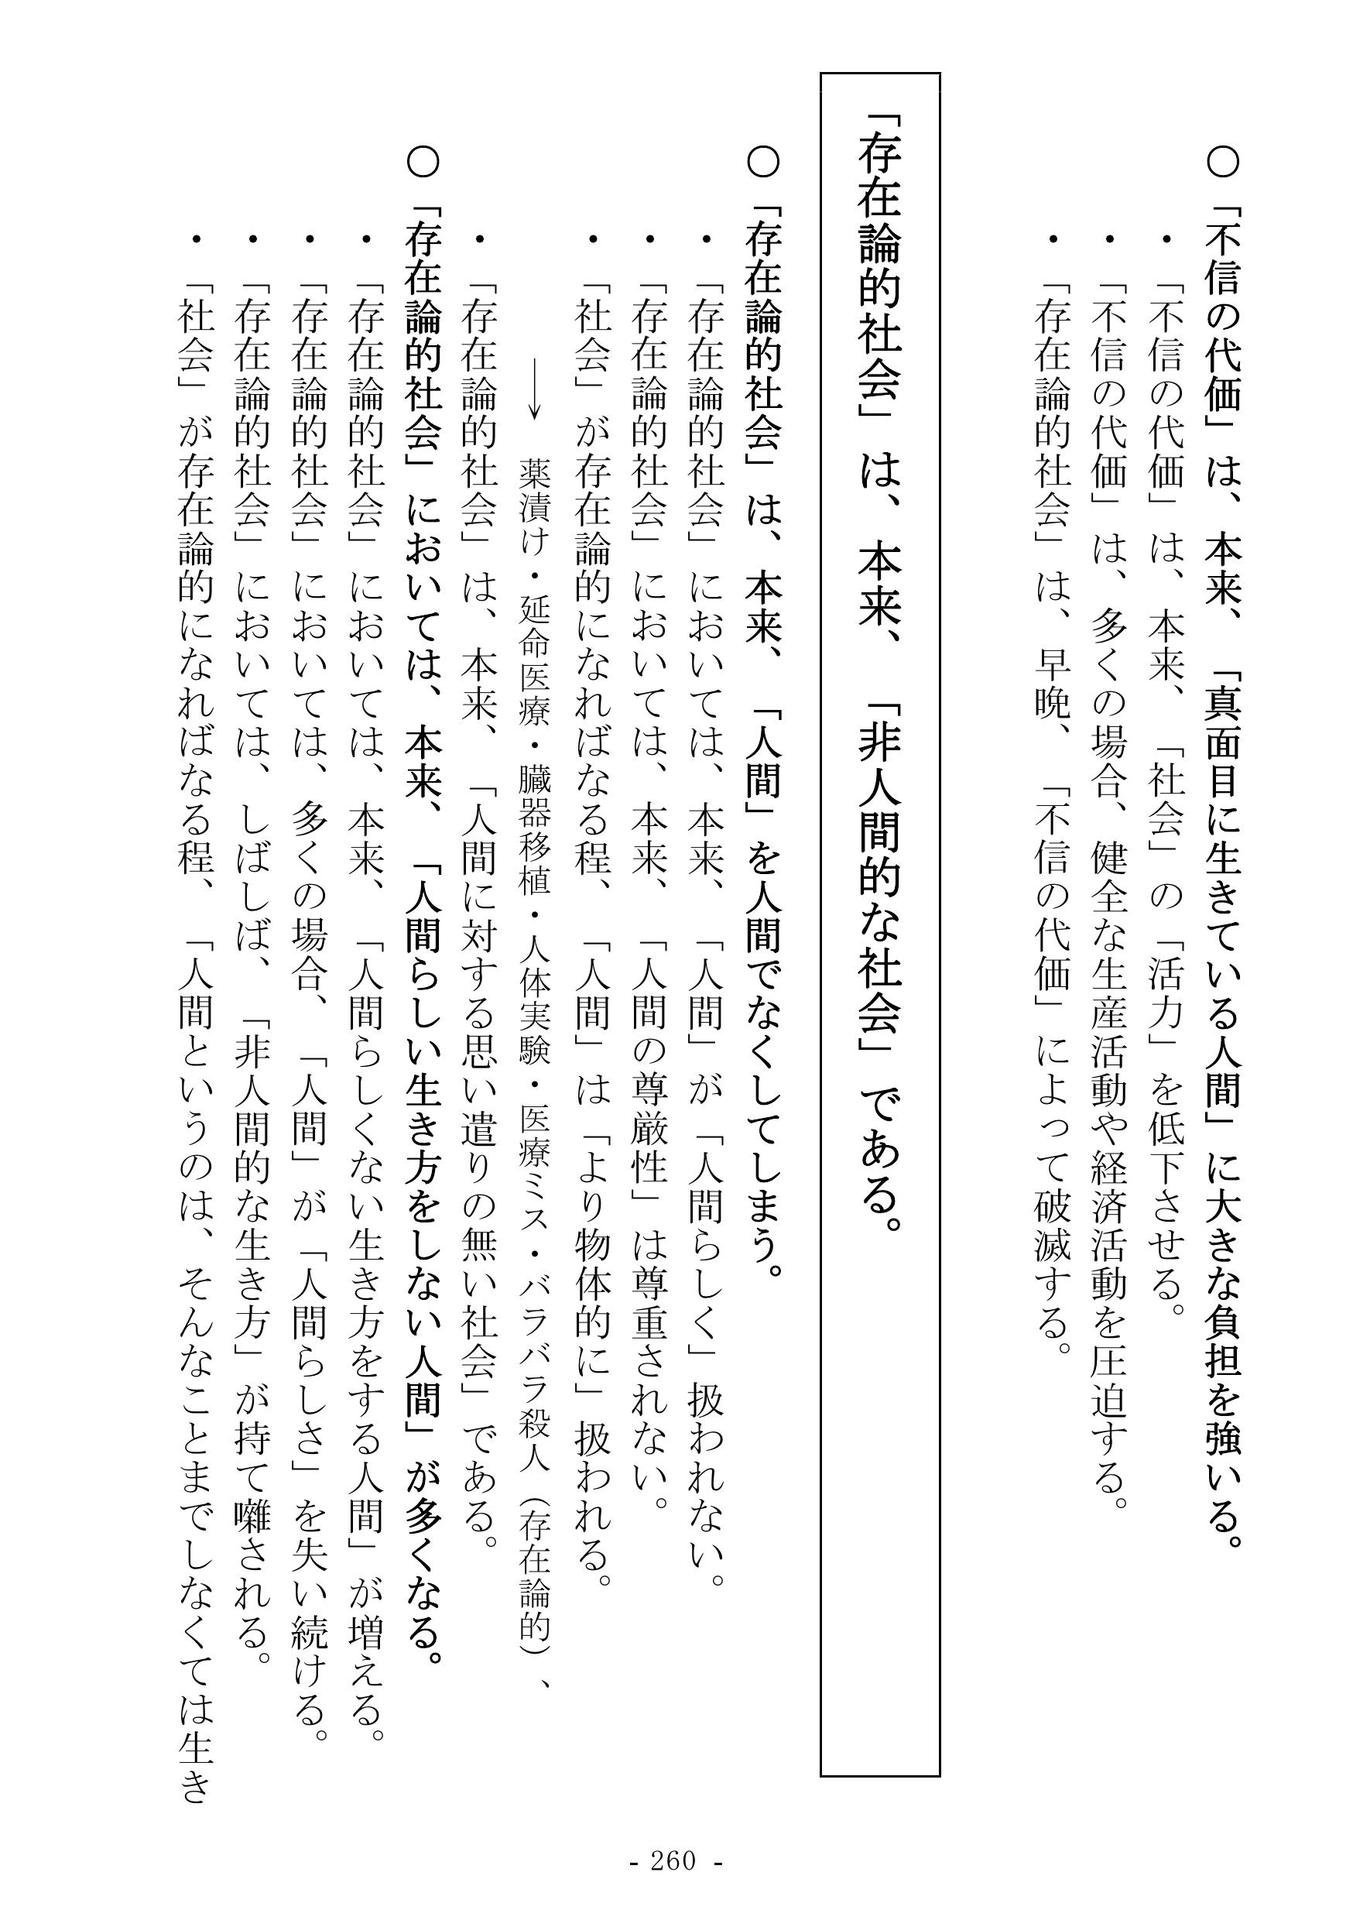 ○「不信の代価」は、本来、「真面目に生きている人間」に大きな負担を強いる。
・「不信の代価」は、本来、「社会」の「活力」を低下させる。
・「不信の代価」は、多くの場合、健全な生産活動や経済活動を圧迫する。
・「存在論的社会」は、早晩、「不信の代価」によって破滅する。
「存在論的社会」は、本来、「非人間的な社会」である。
○「存在論的社会」は、本来、「人間」を人間でなくしてしまう。
・「存在論的社会」においては、本来、「人間」が「人間らしく」扱われない。
・「存在論的社会」においては、本来、「人間の尊厳性」は尊重されない。
・「社会」が存在論的になればなる程、「人間」は「より物体的に」扱われる。
→ 薬漬け・延命医療・臓器移植・人体実験・医療ミス・バラバラ殺人（存在論的）、
・「存在論的社会」は、本来、「人間に対する思い遣りの無い社会」である。
○「存在論的社会」においては、本来、「人間らしい生き方をしない人間」が多くなる。
・「存在論的社会」においては、本来、「人間らしくない生き方をする人間」が増える。
・「存在論的社会」においては、多くの場合、「人間」が「人間らしさ」を失い続ける。
・「存在論的社会」においては、しばしば、「非人間的な生き方」が持て囃される。
・「社会」が存在論的になればなる程、「人間というのは、そんなことまでしなくては生き
- 260 -